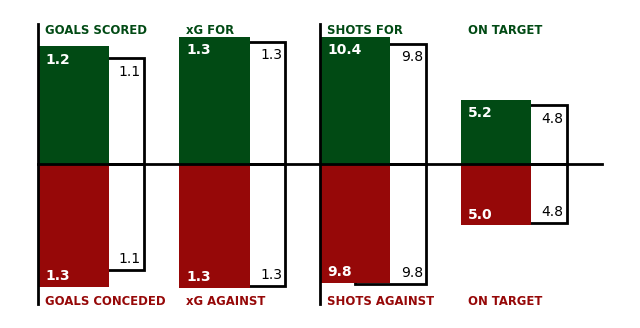 GOALS SCORED xG FOR SHOTS FOR ON TARGET
1.2 1.1 1.3 1.3 10.4 9.8 5.2 4.8
1.3 1.1 1.3 1.3 9.8 9.8 5.0 4.8
GOALS CONCEDED xG AGAINST SHOTS AGAINST ON TARGET